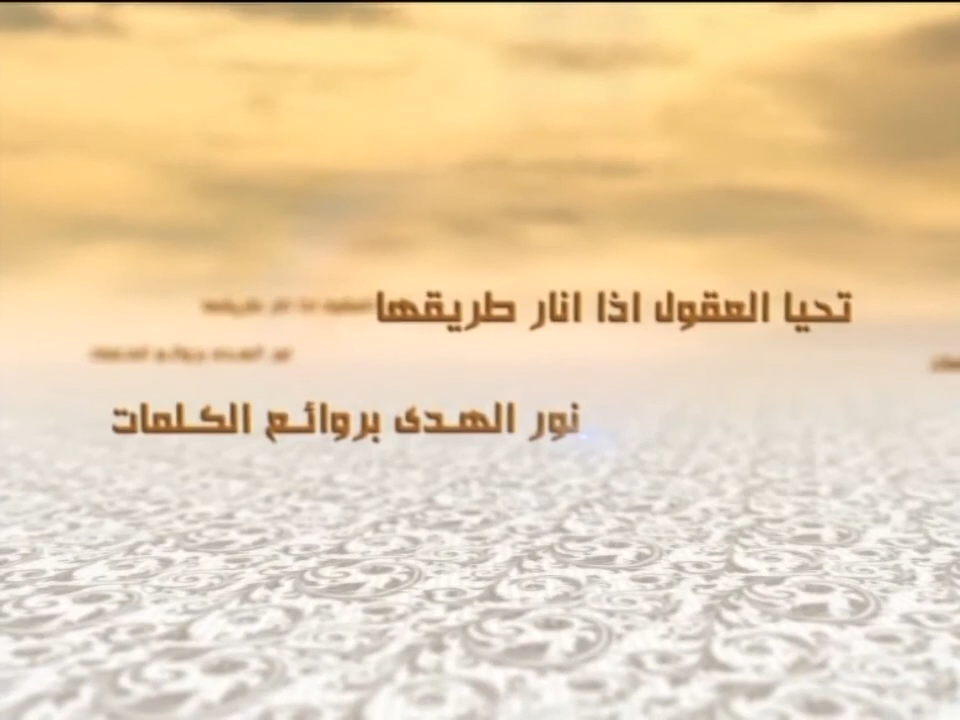 تحيا العقول اذا انار طريقها
نور الهدى بروائع الكلمات